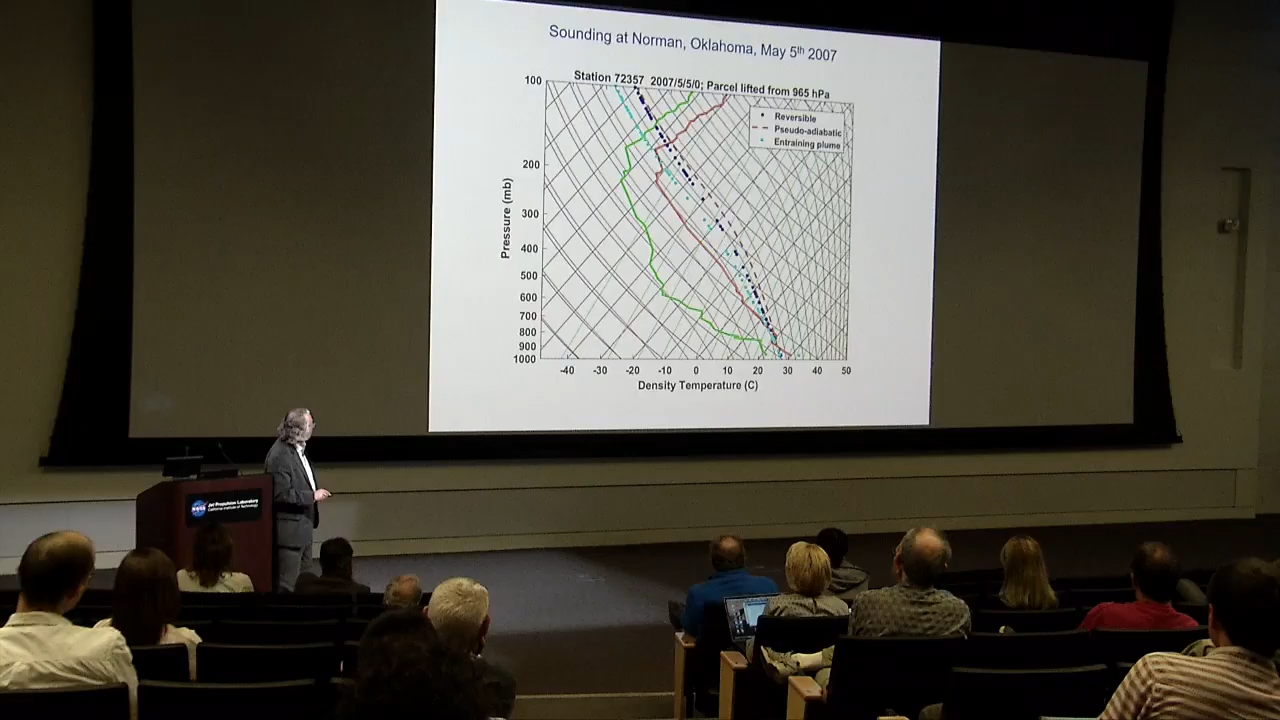 Sounding at Norman, Oklahoma, May 5th 2007
Station 72357 2007/5/5/0; Parcel lifted from 965 hPa
Reversible
Pseudo-adiabatic
Entraining plume
Pressure (mb)
100
200
300
400
500
600
700
800
900
1000
-40 -30 -20 -10 0 10 20 30 40 50
Density Temperature (C)
NASA
Jet Propulsion Laboratory
California Institute of Technology